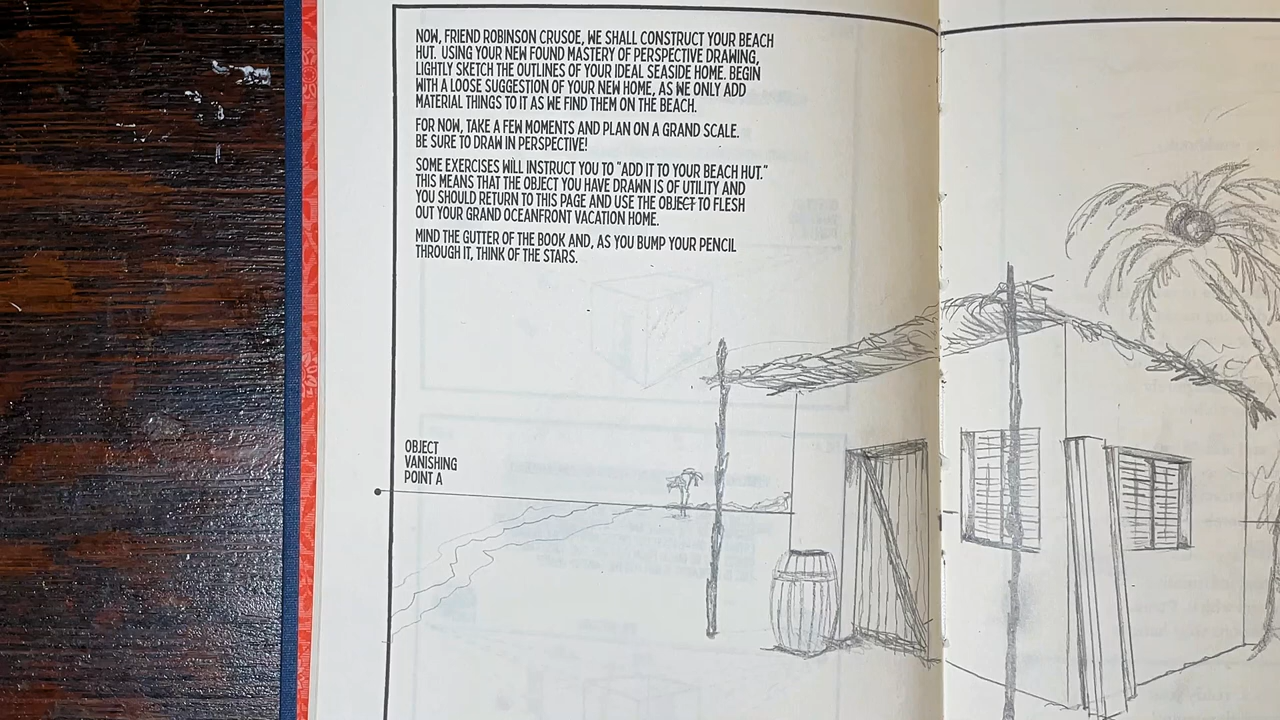 NOW, FRIEND ROBINSON CRUSOE, WE SHALL CONSTRUCT YOUR BEACH
HUT. USING YOUR NEW FOUND MASTERY OF PERSPECTIVE DRAWING,
LIGHTLY SKETCH THE OUTLINES OF YOUR IDEAL SEASIDE HOME. BEGIN
WITH A LOOSE SUGGESTION OF YOUR NEW HOME, AS WE ONLY ADD
MATERIAL THINGS TO IT AS WE FIND THEM ON THE BEACH.
FOR NOW, TAKE A FEW MOMENTS AND PLAN ON A GRAND SCALE.
BE SURE TO DRAW IN PERSPECTIVE!
SOME EXERCISES WILL INSTRUCT YOU TO "ADD IT TO YOUR BEACH HUT."
THIS MEANS THAT THE OBJECT YOU HAVE DRAWN IS OF UTILITY AND
YOU SHOULD RETURN TO THIS PAGE AND USE THE OBJECT TO FLESH
OUT YOUR GRAND OCEANFRONT VACATION HOME.
MIND THE GUTTER OF THE BOOK AND, AS YOU BUMP YOUR PENCIL
THROUGH IT, THINK OF THE STARS.
OBJECT
VANISHING
POINT A